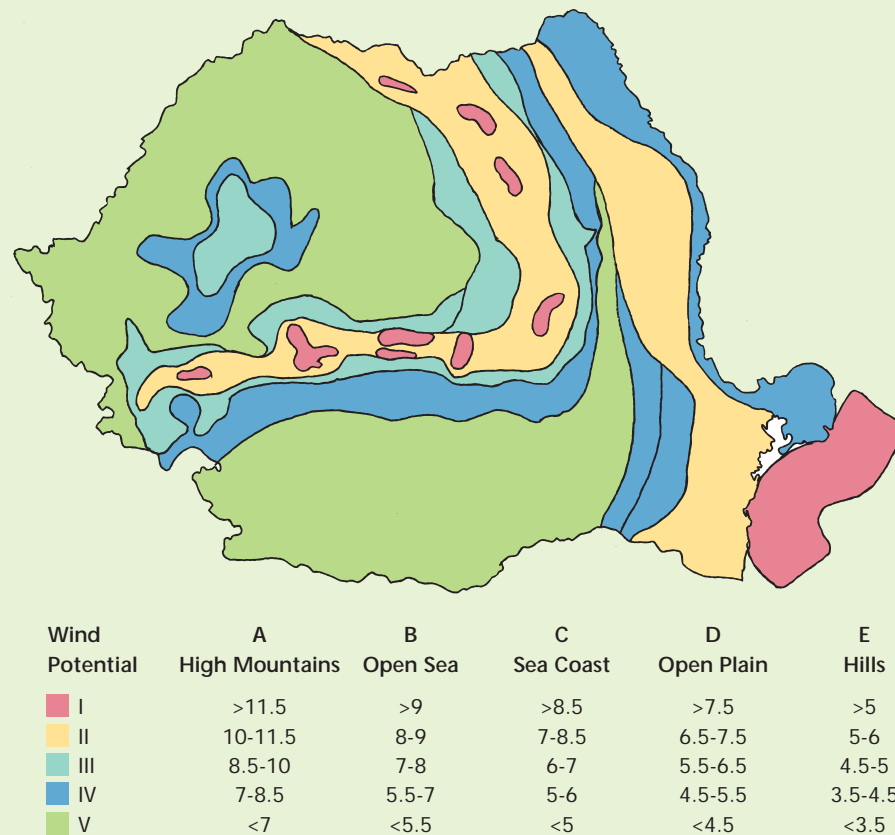 Wind A B C D E
Potential High Mountains Open Sea Sea Coast Open Plain Hills
I >11.5 >9 >8.5 >7.5 >5
II 10-11.5 8-9 7-8.5 6.5-7.5 5-6
III 8.5-10 7-8 6-7 5.5-6.5 4.5-5
IV 7-8.5 5.5-7 5-6 4.5-5.5 3.5-4.5
V <7 <5.5 <5 <4.5 <3.5